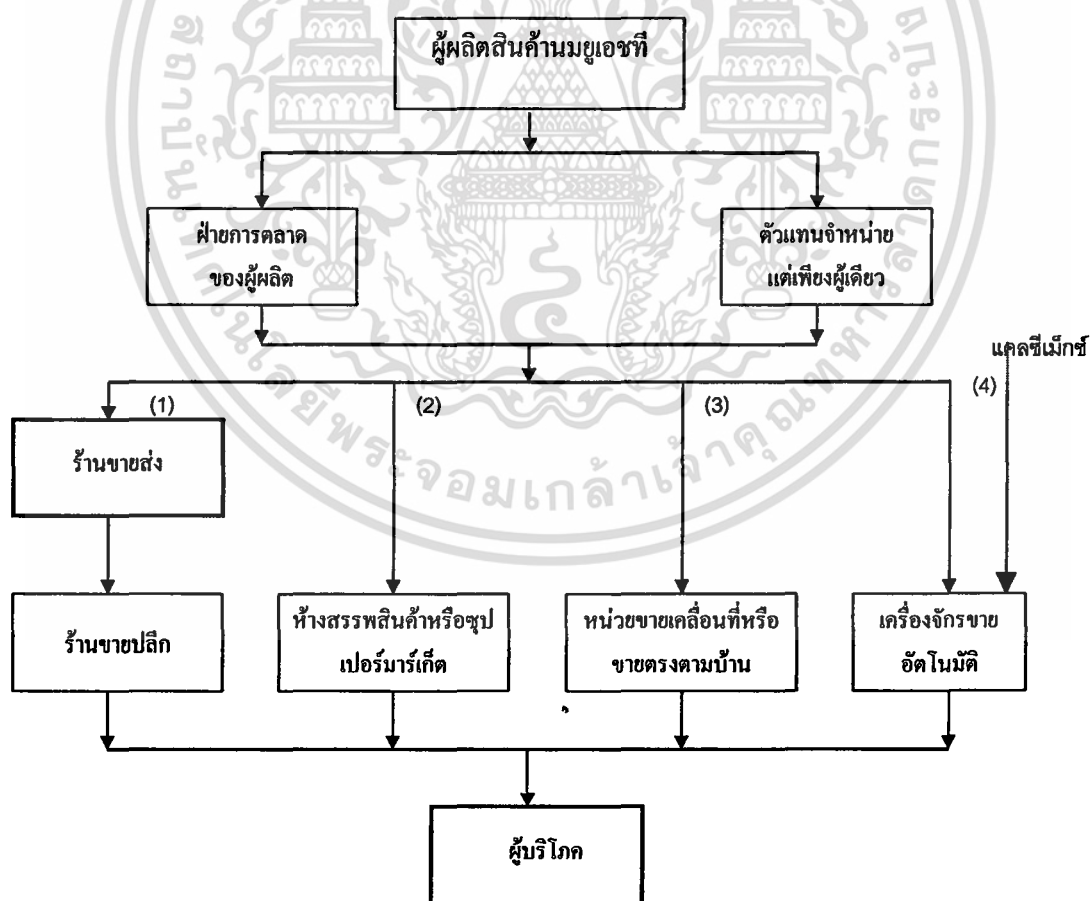 ผู้ผลิตสินค้านมยูเอชที
ฝ่ายการตลาด
ของผู้ผลิต
ตัวแทนจำหน่าย
แต่เพียงผู้เดียว
แคลซีเม็กซ์
(1)
(2)
(3)
(4)
ร้านขายส่ง
ร้านขายปลีก
ห้างสรรพสินค้าหรือซุป
เปอร์มาร์เก็ต
หน่วยขายเคลื่อนที่หรือ
ขายตรงตามบ้าน
เครื่องจักรขาย
อัตโนมัติ
ผู้บริโภค